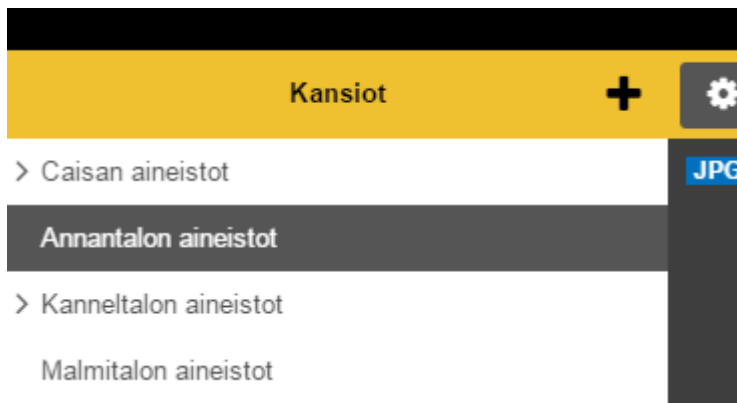 Kansiot
JPG
Caisan aineistot
Annantalon aineistot
Kanneltalon aineistot
Malmitalon aineistot